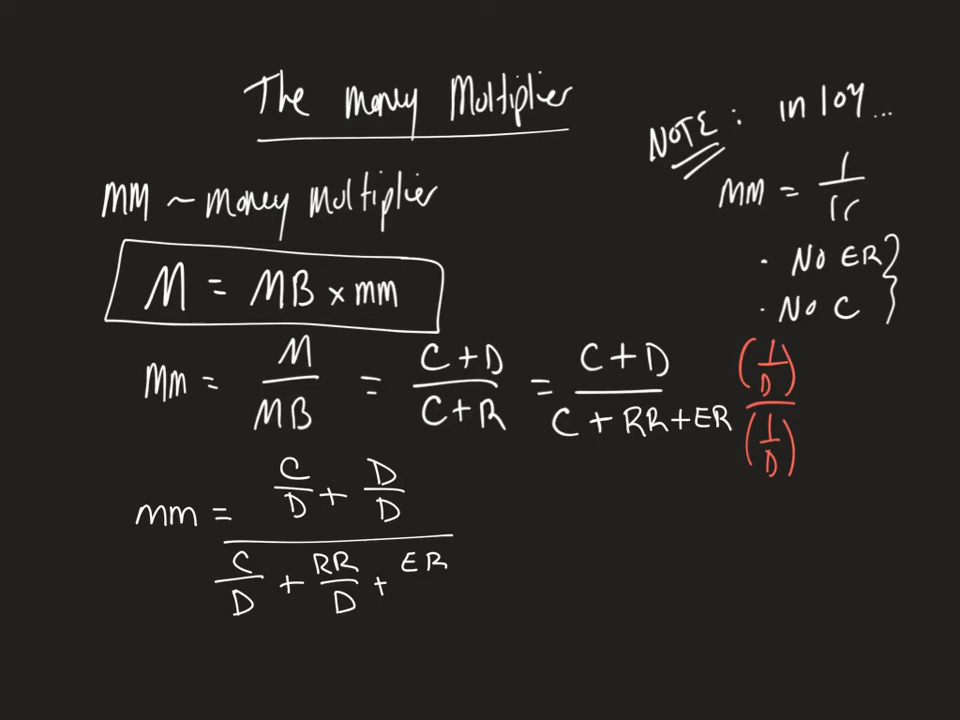 The Money Multiplier
NOTE: in 104...
MM = 1/rr
· No ER
· No C
MM ~ Money Multiplier
M = MB x mm
Mm = M/MB = C+D/C+R = C+D/C+RR+ER (1/D)/(1/D)
mm = C/D + D/D
C/D + RR/D + ER